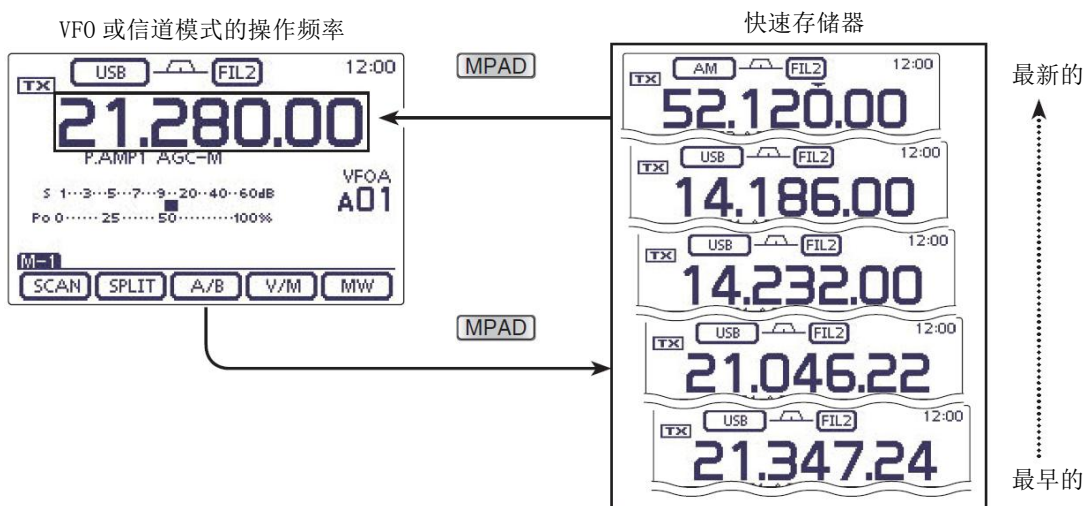 VFO 或信道模式的操作频率
TX USB FIL2 12:00
21.280.00
P.AMP1 AGC-M
VFOA
A01
S 1···3···5···7···9··20··40··60dB
Po 0······ 25 ······ 50 ·········100%
M-1
SCAN SPLIT A/B V/M MW
MPAD
MPAD
快速存储器
TX AM FIL2 12:00
52.120.00
TX USB FIL2 12:00
14.186.00
TX USB FIL2 12:00
14.232.00
TX USB FIL2 12:00
21.046.22
TX USB FIL2 12:00
21.347.24
最新的
最早的